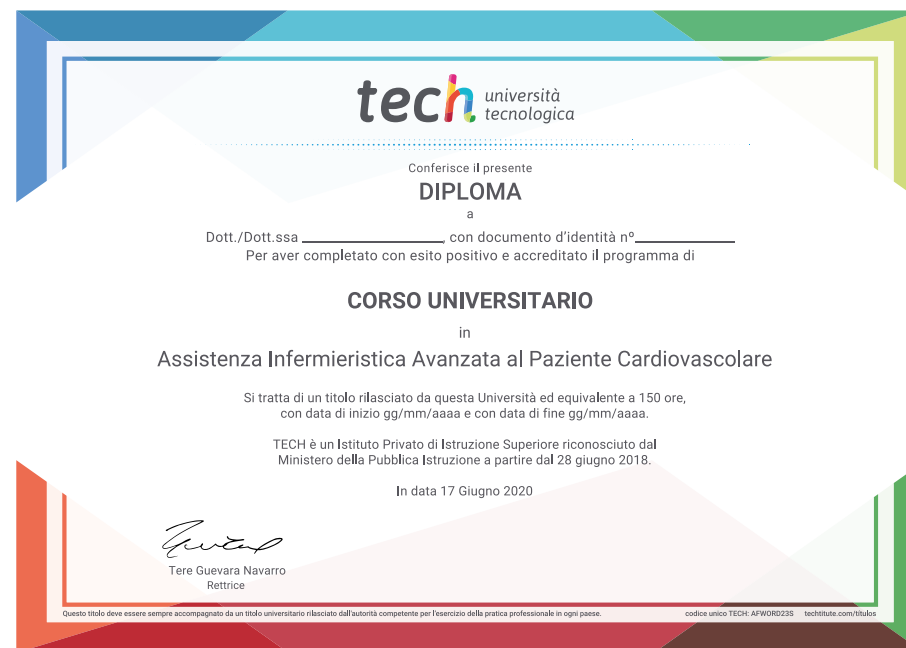 tech università
tecnologica
Conferisce il presente
DIPLOMA
a
Dott./Dott.ssa ____________________, con documento d'identità nº______________
Per aver completato con esito positivo e accreditato il programma di
CORSO UNIVERSITARIO
in
Assistenza Infermieristica Avanzata al Paziente Cardiovascolare
Si tratta di un titolo rilasciato da questa Università ed equivalente a 150 ore,
con data di inizio gg/mm/aaaa e con data di fine gg/mm/aaaa.
TECH è un Istituto Privato di Istruzione Superiore riconosciuto dal
Ministero della Pubblica Istruzione a partire dal 28 giugno 2018.
In data 17 Giugno 2020
Tere Guevara Navarro
Rettrice
Questo titolo deve essere sempre accompagnato da un titolo universitario rilasciato dall'autorità competente per l'esercizio della pratica professionale in ogni paese. codice unico TECH: AFWORD23S techtitute.com/titulos